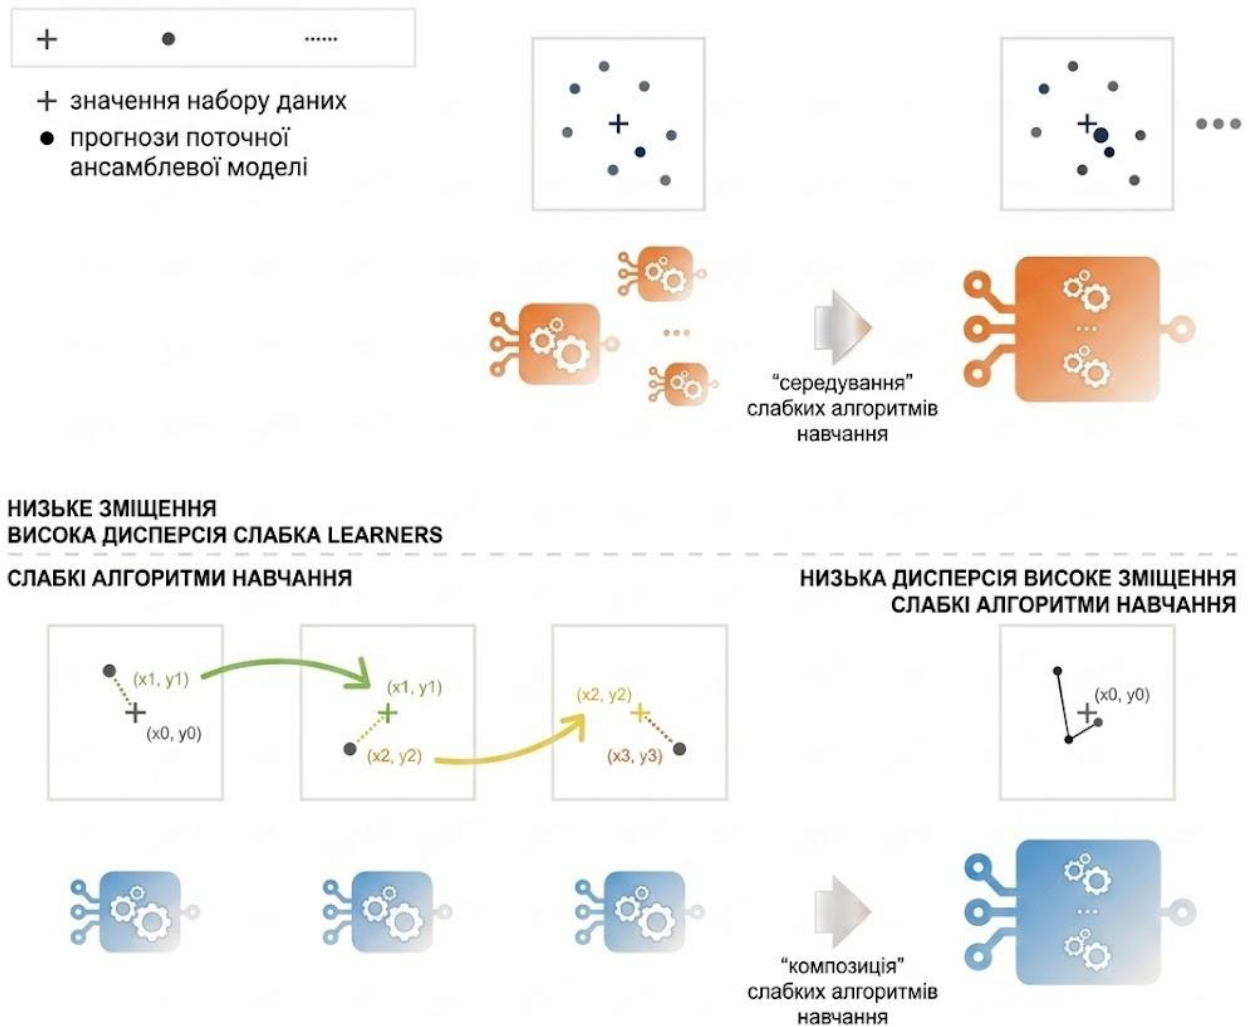 значення набору даних
прогнози поточної
ансамблевої моделі
“середування”
слабких алгоритмів
навчання
НИЗЬКЕ ЗМІЩЕННЯ
ВИСОКА ДИСПЕРСІЯ СЛАБКА LEARNERS
СЛАБКІ АЛГОРИТМИ НАВЧАННЯ
НИЗЬКА ДИСПЕРСІЯ ВИСОКЕ ЗМІЩЕННЯ
СЛАБКІ АЛГОРИТМИ НАВЧАННЯ
(x1, y1)
(x0, y0)
(x1, y1)
(x2, y2)
(x2, y2)
(x3, y3)
(x0, y0)
“композиція”
слабких алгоритмів
навчання